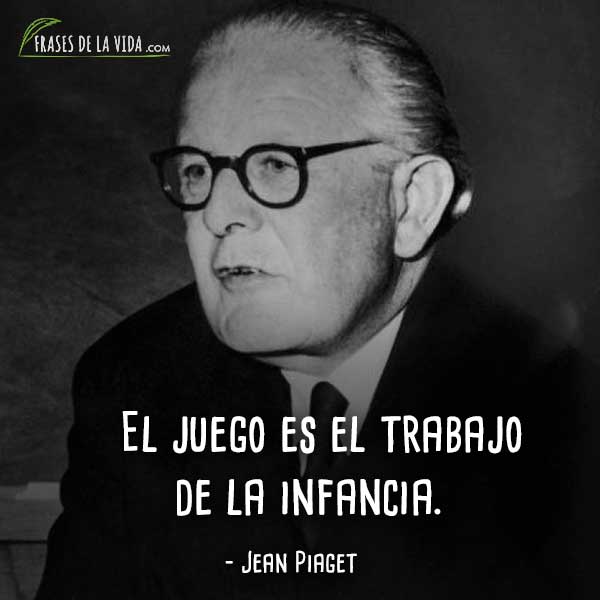 FRASES DE LA VIDA.COM
EL JUEGO ES EL TRABAJO
DE LA INFANCIA.
- JEAN PIAGET